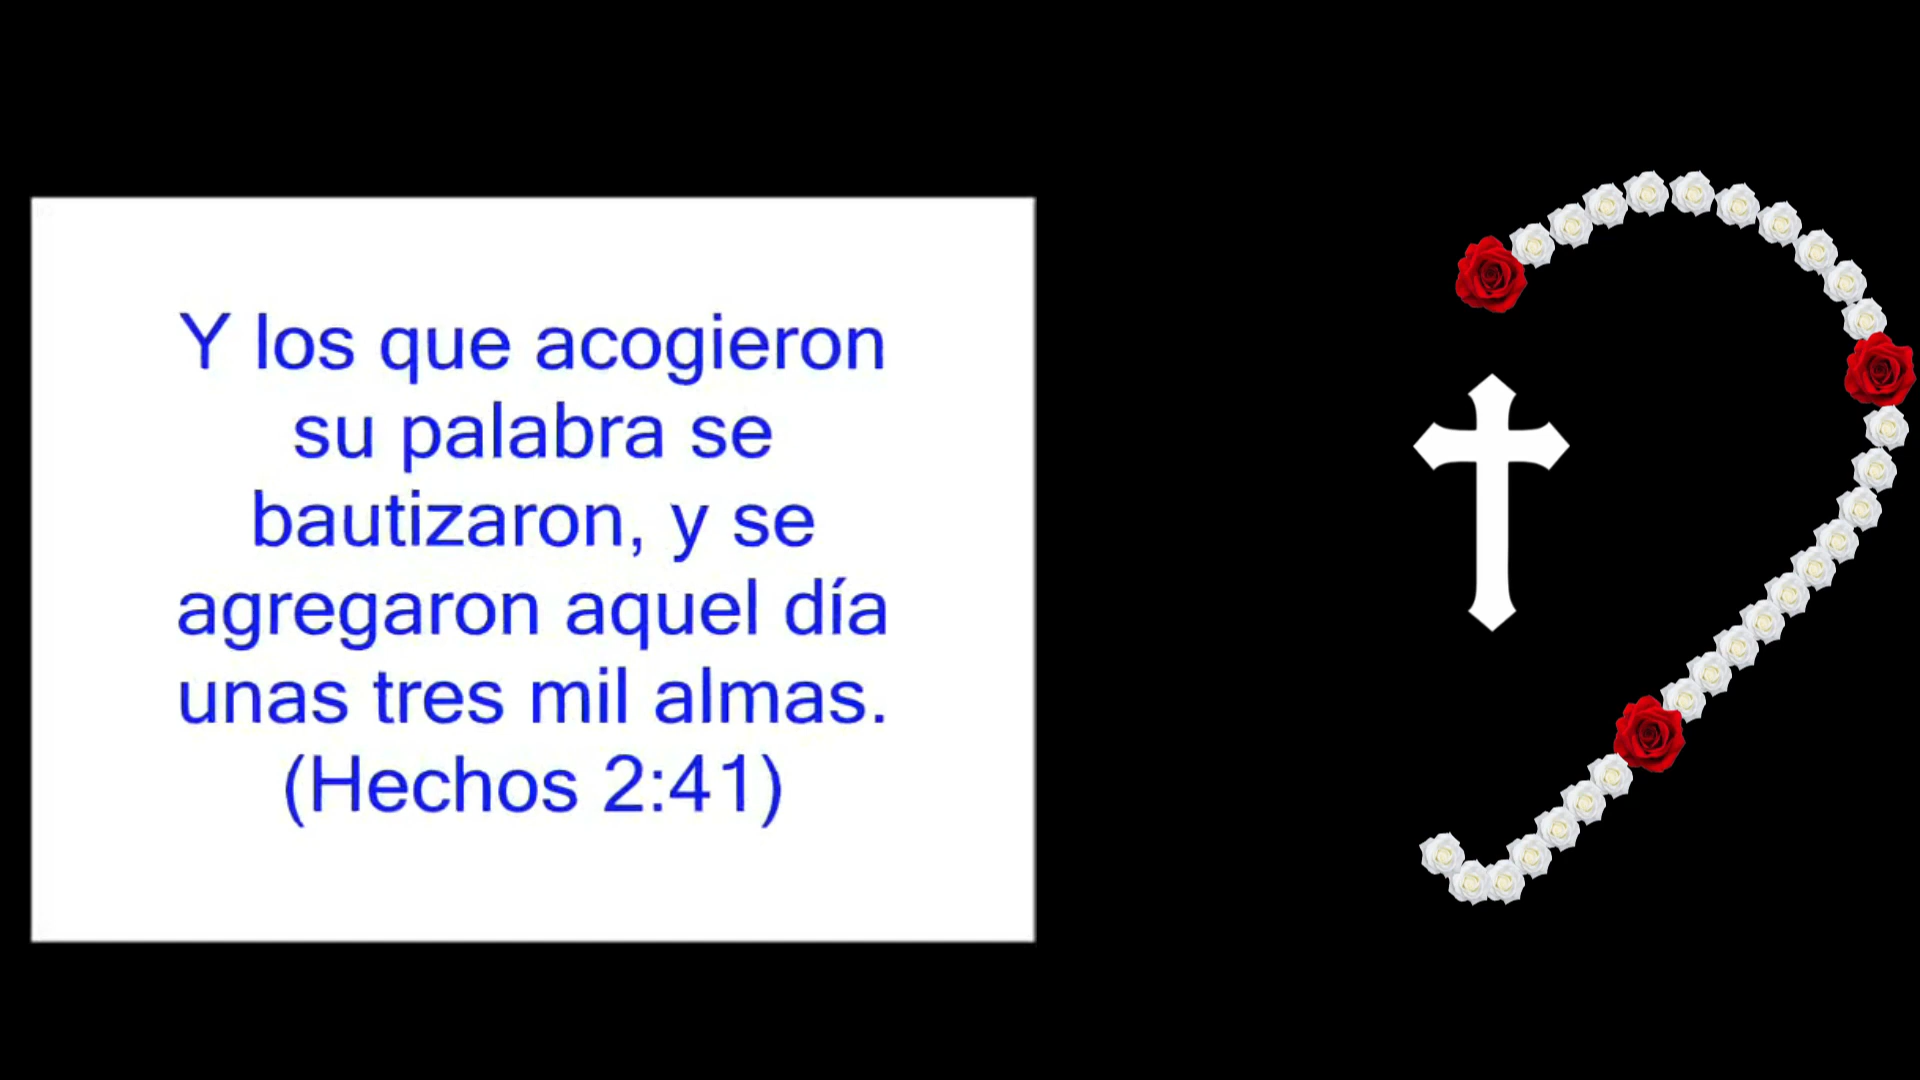 Y los que acogieron
su palabra se
bautizaron, y se
agregaron aquel día
unas tres mil almas.
(Hechos 2:41)